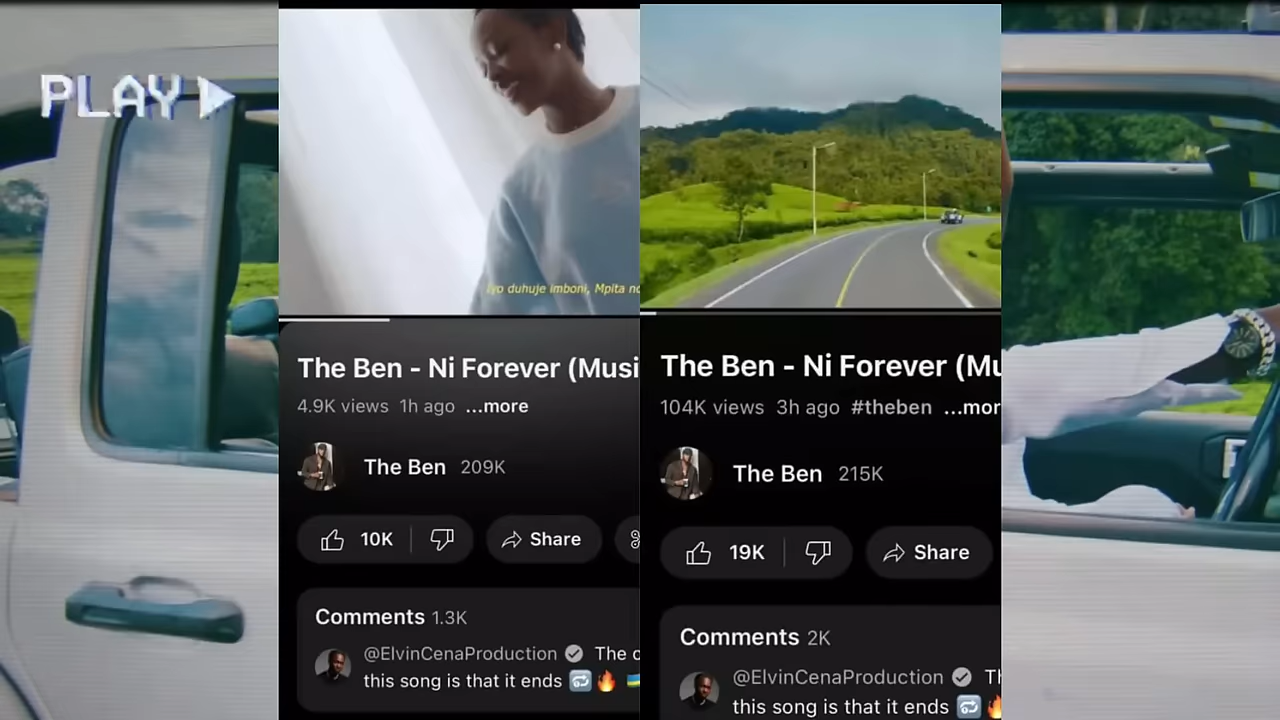 PLAY
duhuje imboni, Mpita
The Ben - Ni Forever (Musi
4.9K views 1h ago ...more
The Ben 209K
10K Share
Comments 1.3K
@ElvinCenaProduction The
this song is that it ends
The Ben - Ni Forever (Mu
104K views 3h ago #theben ...mor
The Ben 215K
19K Share
Comments 2K
@ElvinCenaProduction
this song is that it ends